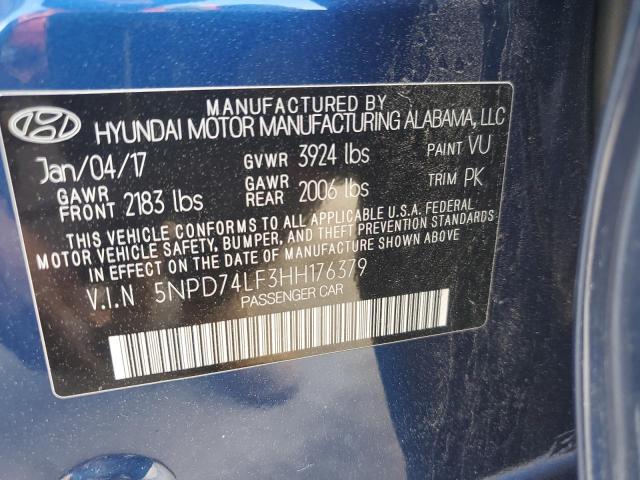 MANUFACTURED BY
HYUNDAI MOTOR MANUFACTURING ALABAMA, LLC
Jan/04/17 GVWR 3924 lbs PAINT VU
GAWR FRONT 2183 lbs GAWR REAR 2006 lbs TRIM PK
THIS VEHICLE CONFORMS TO ALL APPLICABLE U.S.A. FEDERAL
MOTOR VEHICLE SAFETY, BUMPER, AND THEFT PREVENTION STANDARDS
IN EFFECT ON THE DATE OF MANUFACTURE SHOWN ABOVE.
V.I.N 5NPD74LF3HH176379
PASSENGER CAR